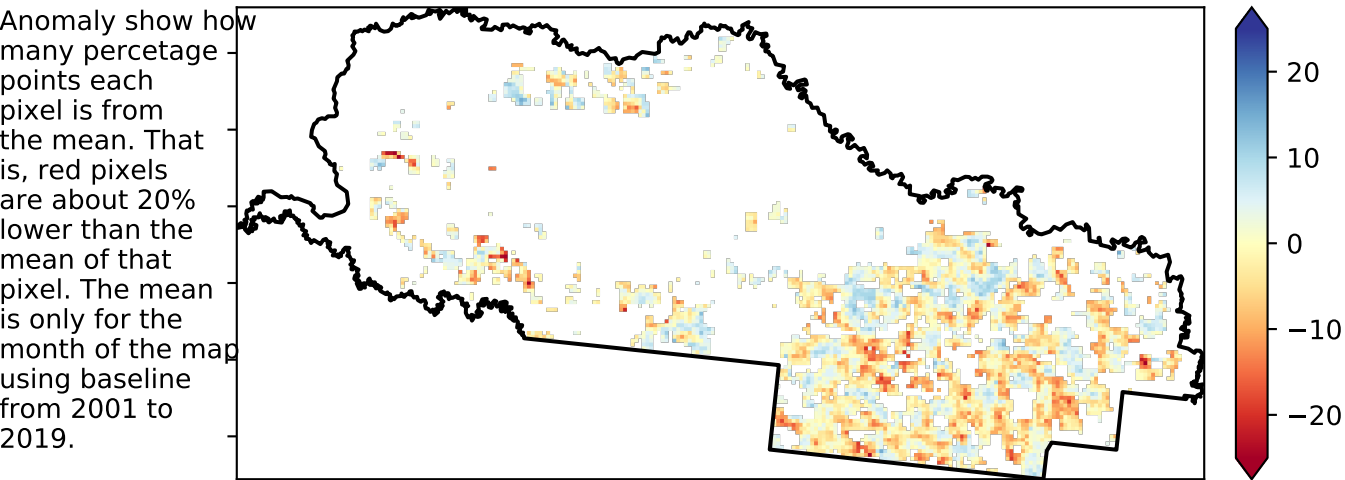 Anomaly show how
many percetage
points each
pixel is from
the mean. That
is, red pixels
are about 20%
lower than the
mean of that
pixel. The mean
is only for the
month of the map
using baseline
from 2001 to
2019.
20
10
0
−10
−20